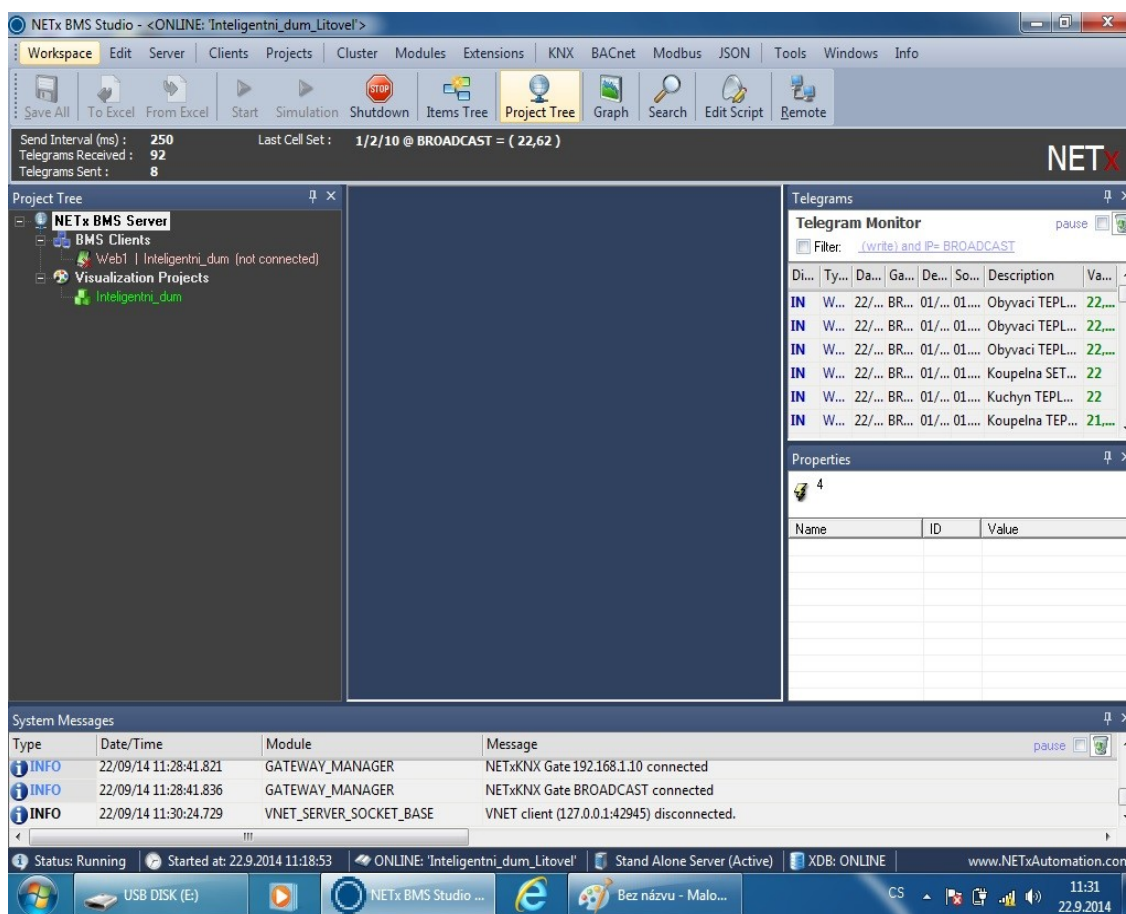 NETx BMS Studio - <ONLINE: 'Inteligentni_dum_Litovel'>
Workspace Edit Server Clients Projects Cluster Modules Extensions KNX BACnet Modbus JSON Tools Windows Info
Save All To Excel From Excel Start Simulation Shutdown Items Tree Project Tree Graph Search Edit Script Remote
STOP
Send Interval (ms) : 250 Last Cell Set : 1/2/10 @ BROADCAST = ( 22,62 )
Telegrams Received : 92
Telegrams Sent : 8
NETx
Project Tree
NETx BMS Server
BMS Clients
Web1 | Inteligentni_dum (not connected)
Visualization Projects
Inteligentni_dum
Telegrams
Telegram Monitor pause
Filter: (write) and IP= BROADCAST
Di... Ty... Da... Ga... De... So... Description Va...
IN W... 22/... BR... 01/... 01.... Obyvaci TEPL... 22,...
IN W... 22/... BR... 01/... 01.... Obyvaci TEPL... 22,...
IN W... 22/... BR... 01/... 01.... Obyvaci TEPL... 22,...
IN W... 22/... BR... 01/... 01.... Koupelna SET... 22
IN W... 22/... BR... 01/... 01.... Kuchyn TEPL... 22
IN W... 22/... BR... 01/... 01.... Koupelna TEP... 21,...
Properties
4
Name ID Value
System Messages
Type Date/Time Module Message pause
INFO 22/09/14 11:28:41.821 GATEWAY_MANAGER NETxKNX Gate 192.168.1.10 connected
INFO 22/09/14 11:28:41.836 GATEWAY_MANAGER NETxKNX Gate BROADCAST connected
INFO 22/09/14 11:30:24.729 VNET_SERVER_SOCKET_BASE VNET client (127.0.0.1:42945) disconnected.
Status: Running Started at: 22.9.2014 11:18:53 ONLINE: 'Inteligentni_dum_Litovel' Stand Alone Server (Active) XDB: ONLINE www.NETxAutomation.con
USB DISK (E:) NETx BMS Studio ... Bez názvu - Malo... CS 11:31
22.9.2014